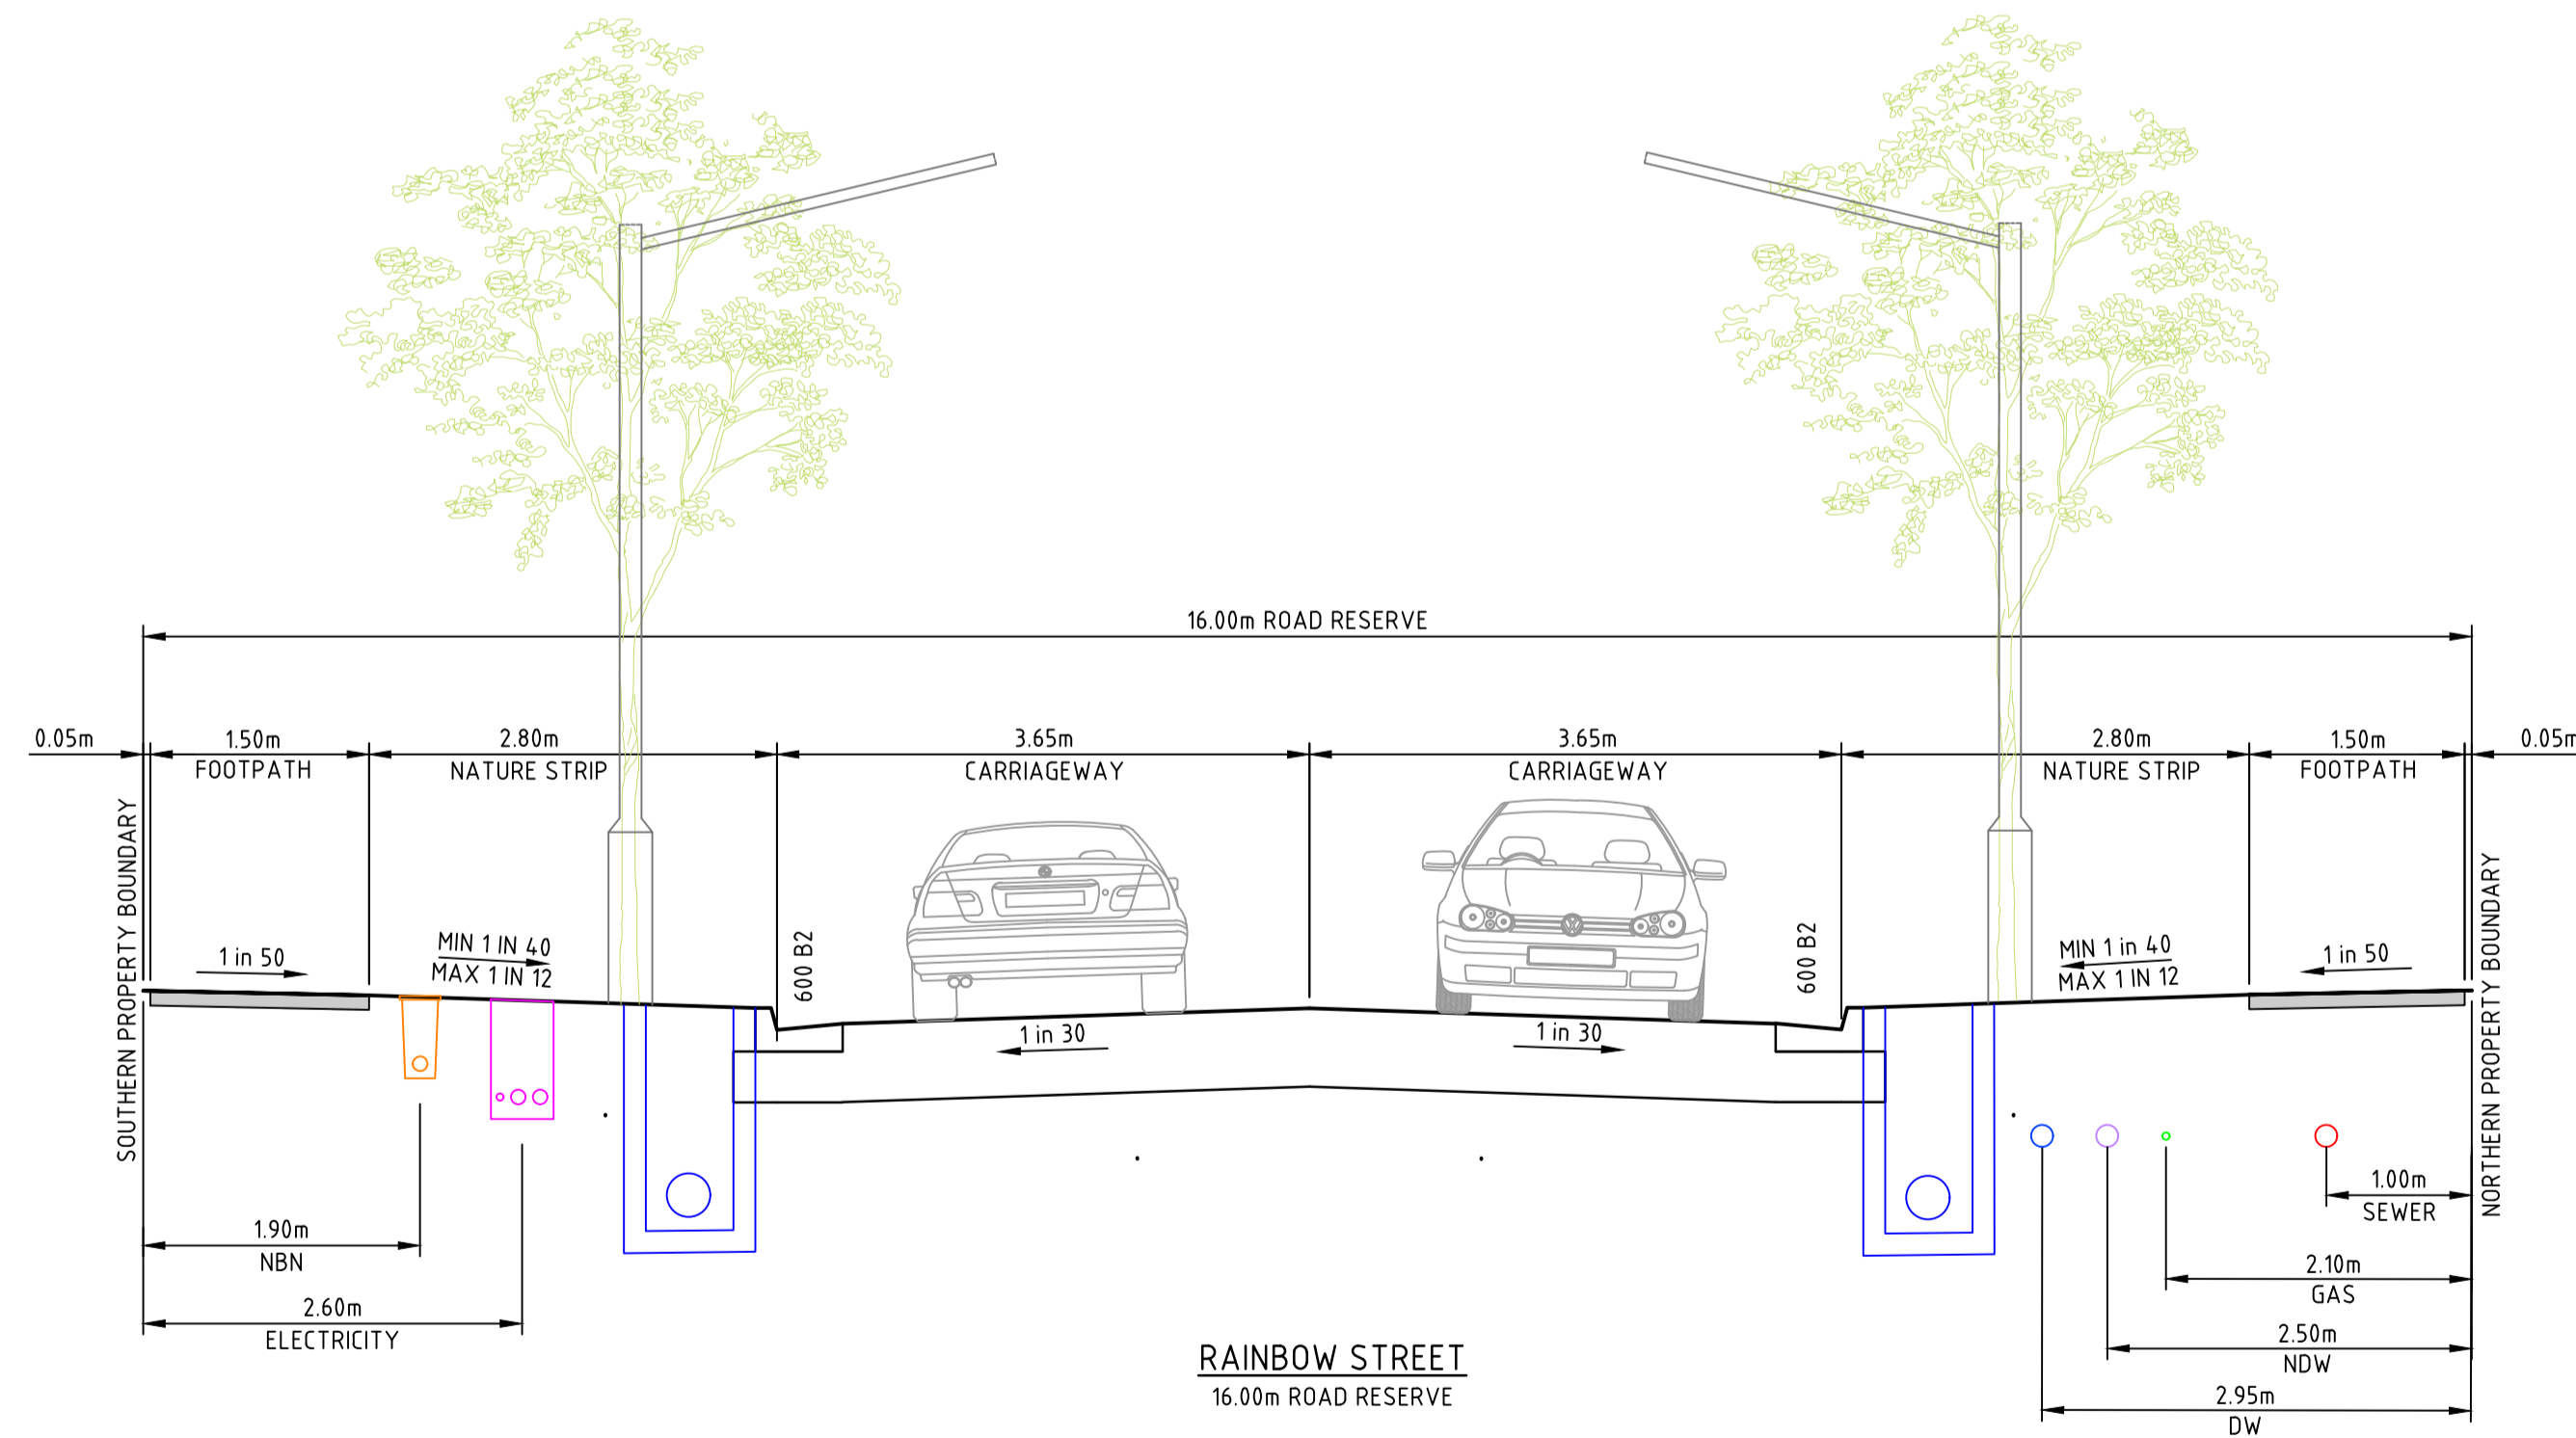 16.00m ROAD RESERVE
0.05m
1.50m
FOOTPATH
2.80m
NATURE STRIP
3.65m
CARRIAGEWAY
3.65m
CARRIAGEWAY
2.80m
NATURE STRIP
1.50m
FOOTPATH
0.05m
SOUTHERN PROPERTY BOUNDARY
1 in 50
MIN 1 IN 40
MAX 1 IN 12
600 B2
1 in 30
1 in 30
600 B2
MIN 1 in 40
MAX 1 IN 12
1 in 50
NORTHERN PROPERTY BOUNDARY
1.90m
NBN
2.60m
ELECTRICITY
1.00m
SEWER
2.10m
GAS
2.50m
NDW
2.95m
DW
RAINBOW STREET
16.00m ROAD RESERVE